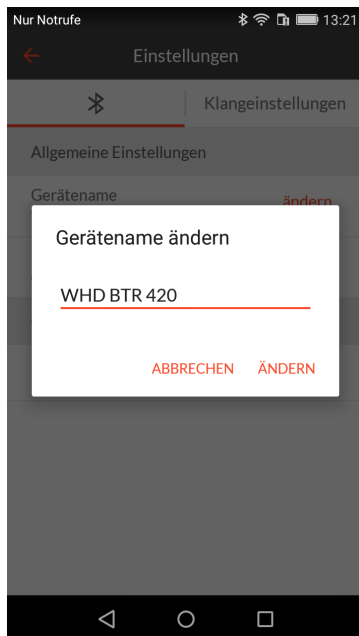 Nur Notrufe 13:21
Einstellungen
Klangeinstellungen
Allgemeine Einstellungen
Gerätename
ändern
Gerätename ändern
WHD BTR 420
ABBRECHEN ÄNDERN